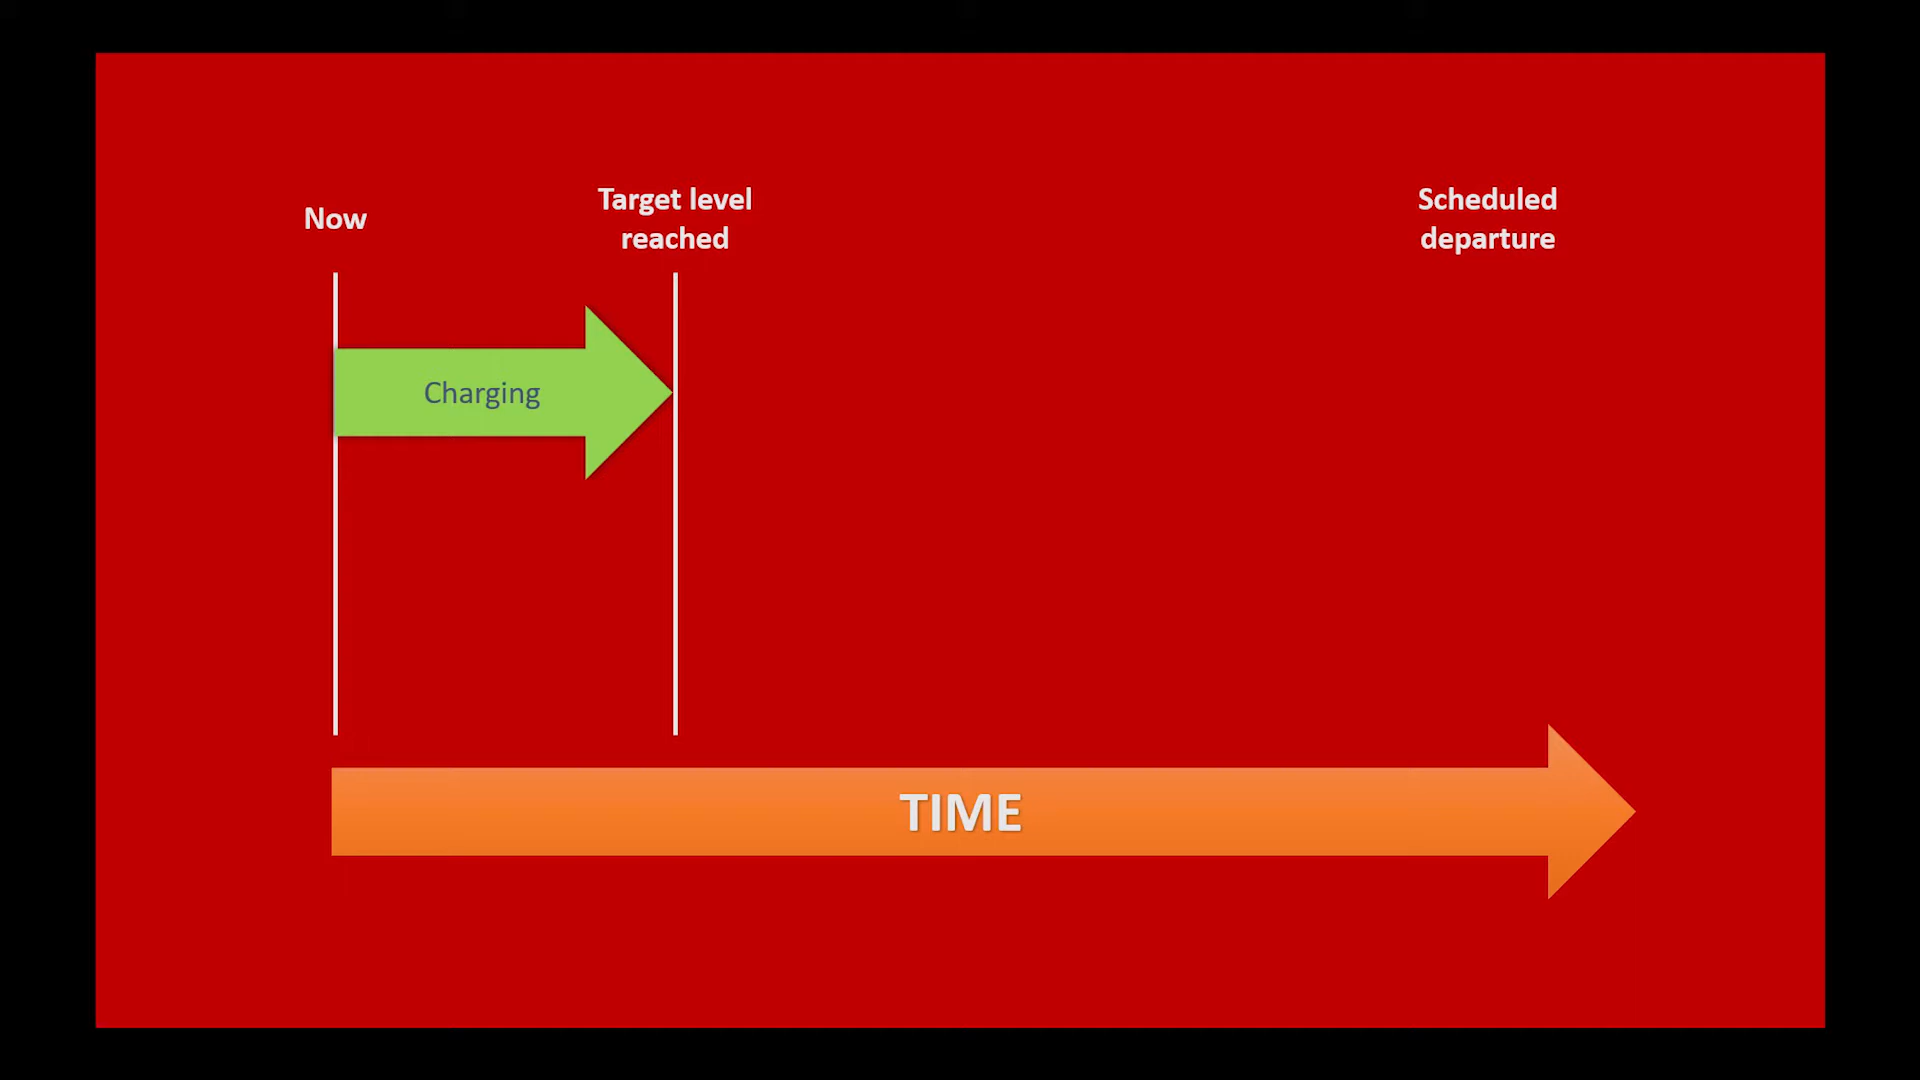 Now
Target level
reached
Scheduled
departure
Charging
TIME